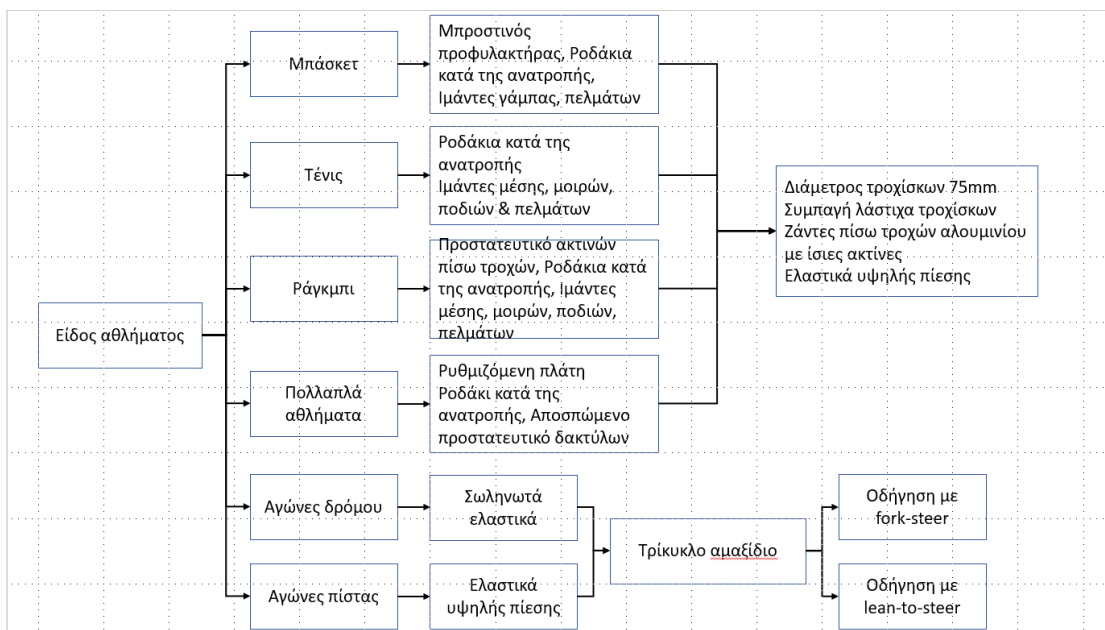 Μπάσκετ
Μπροστινός
προφυλακτήρας, Ροδάκια
κατά της ανατροπής,
Ιμάντες γάμπας, πελμάτων
Τένις
Ροδάκια κατά της
ανατροπής
Ιμάντες μέσης, μοιρών,
ποδιών & πελμάτων
Διάμετρος τροχίσκων 75mm
Συμπαγή λάστιχα τροχίσκων
Ζάντες πίσω τροχών αλουμινίου
με ίσιες ακτίνες
Ελαστικά υψηλής πίεσης
Ράγκμπι
Προστατευτικό ακτινών
πίσω τροχών, Ροδάκια κατά
της ανατροπής, Ιμάντες
μέσης, μοιρών, ποδιών,
πελμάτων
Είδος αθλήματος
Πολλαπλά
αθλήματα
Ρυθμιζόμενη πλάτη
Ροδάκι κατά της
ανατροπής, Αποσπώμενο
προστατευτικό δακτύλων
Αγώνες δρόμου
Σωληνωτά
ελαστικά
Οδήγηση με
fork-steer
Τρίκυκλο αμαξίδιο
Αγώνες πίστας
Ελαστικά
υψηλής πίεσης
Οδήγηση με
lean-to-steer